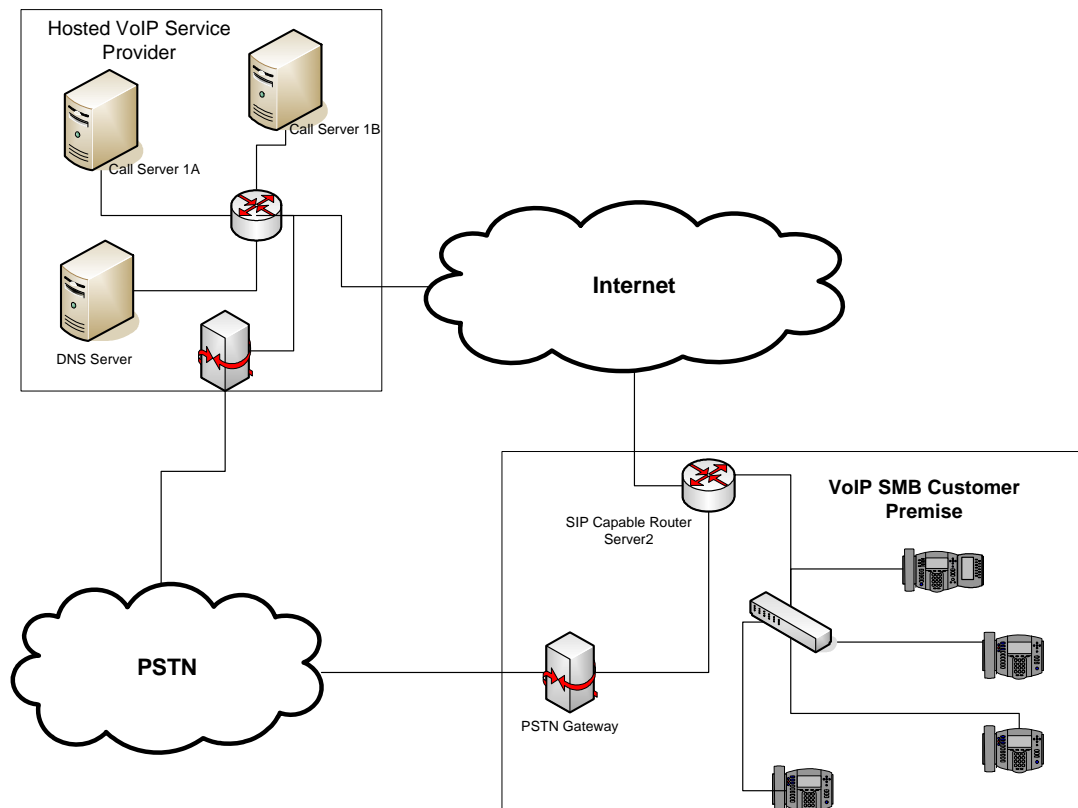 Hosted VoIP Service
Provider
Call Server 1B
Call Server 1A
DNS Server
Internet
SIP Capable Router
Server2
VoIP SMB Customer
Premise
PSTN
PSTN Gateway